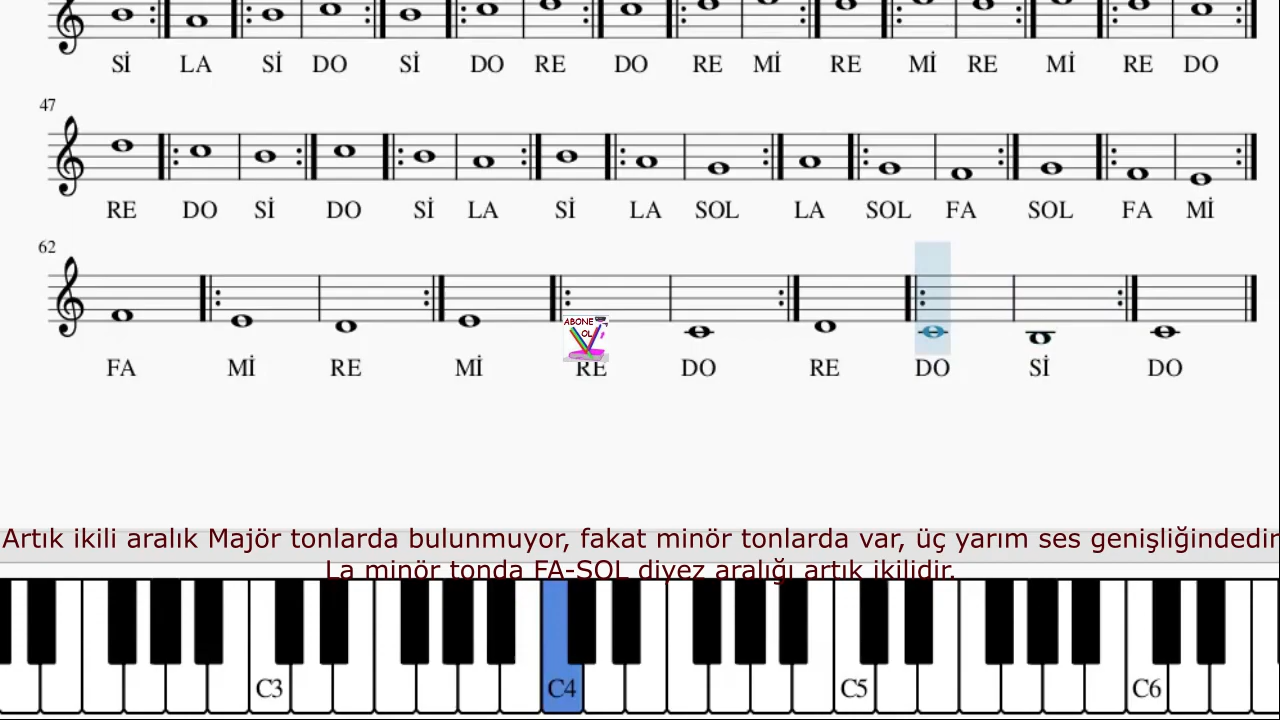 Sİ LA Sİ DO Sİ DO RE DO RE Mİ RE Mİ RE Mİ RE DO
47
RE DO Sİ DO Sİ LA Sİ LA SOL LA SOL FA SOL FA Mİ
62
ABONE
OL
FA Mİ RE Mİ RE DO RE DO Sİ DO
Artık ikili aralık Majör tonlarda bulunmuyor, fakat minör tonlarda var, üç yarım ses genişliğindedir
La minör tonda FA-SOL diyez aralığı artık ikilidir.
C3 C4 C5 C6